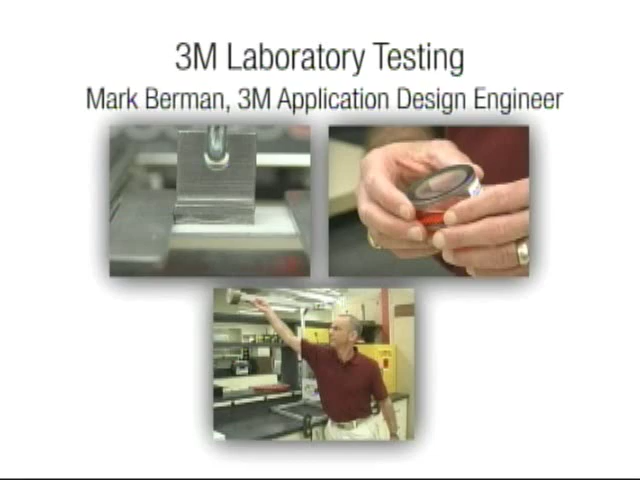 3M Laboratory Testing
Mark Berman, 3M Application Design Engineer